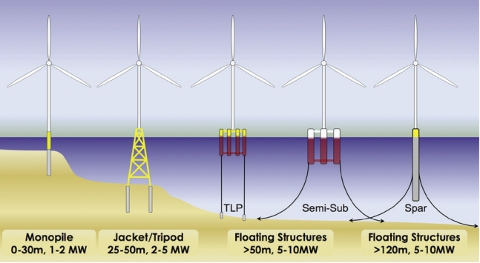 TLP
Semi-Sub
Spar
Monopile
0-30m, 1-2 MW
Jacket/Tripod
25-50m, 2-5 MW
Floating Structures
>50m, 5-10MW
Floating Structures
>120m, 5-10MW